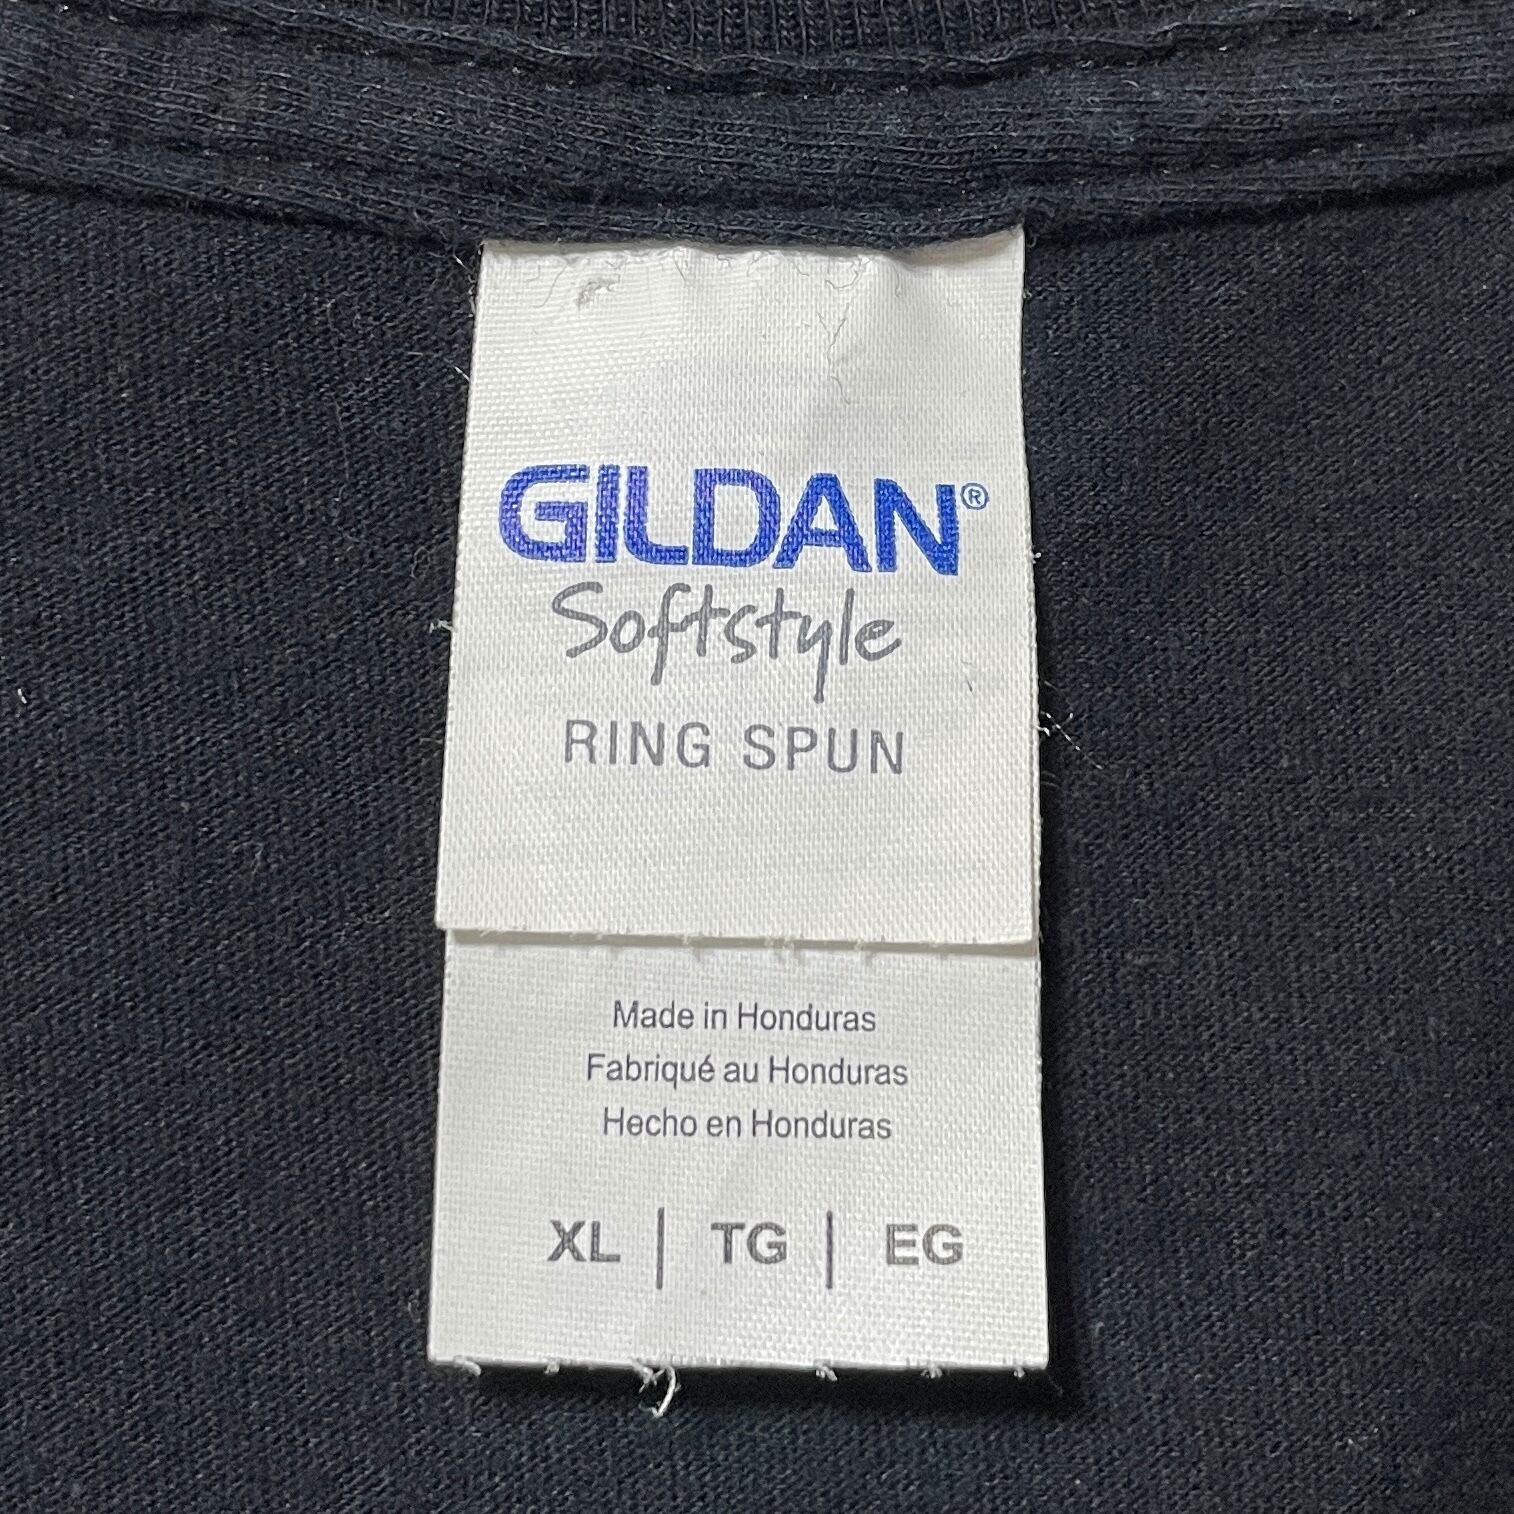 GILDAN®
Softstyle
RING SPUN
Made in Honduras
Fabriqué au Honduras
Hecho en Honduras
XL | TG | EG